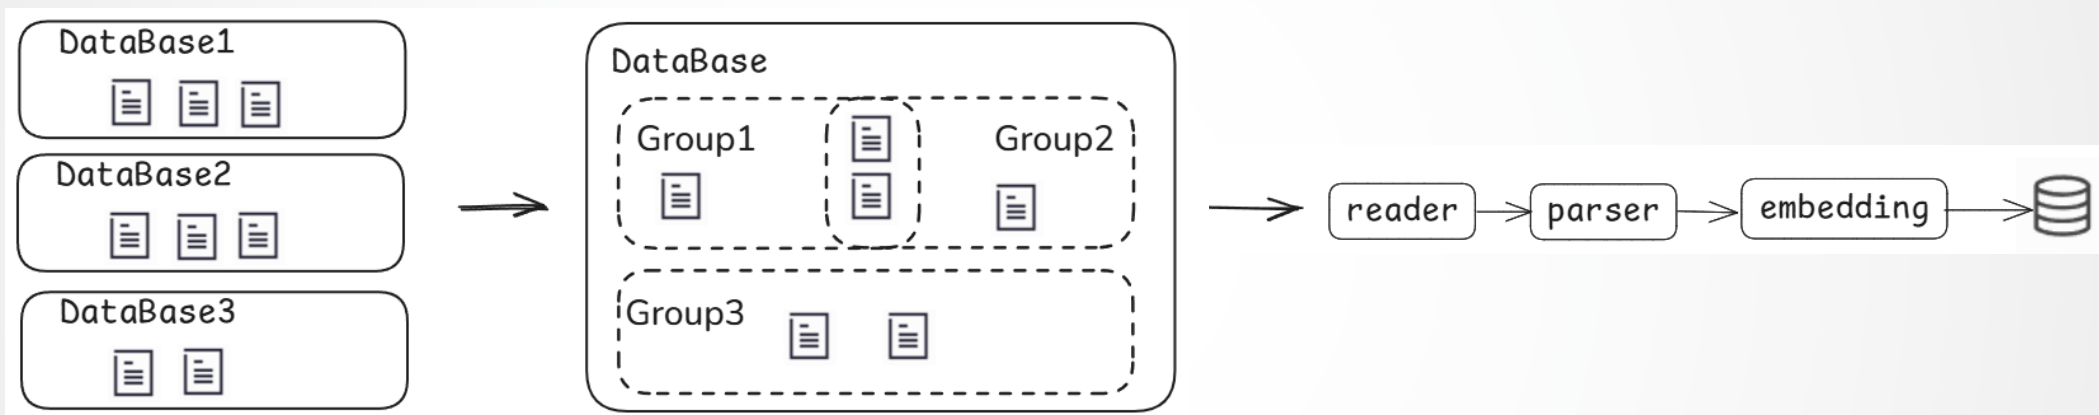 DataBase1
DataBase2
DataBase3
DataBase
Group1
Group2
Group3
reader
parser
embedding